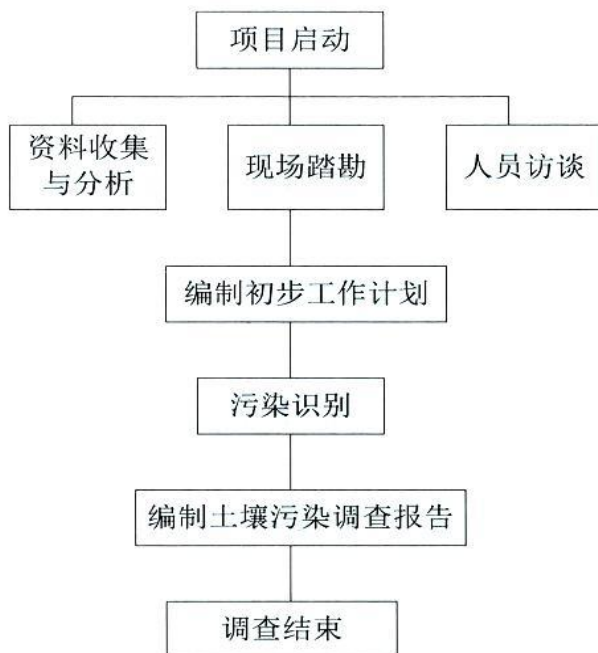 项目启动
资料收集
与分析
现场踏勘
人员访谈
编制初步工作计划
污染识别
编制土壤污染调查报告
调查结束